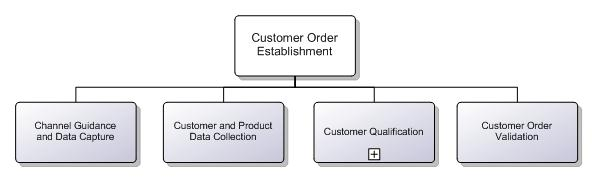 Customer Order
Establishment
Channel Guidance
and Data Capture
Customer and Product
Data Collection
Customer Qualification
Customer Order
Validation